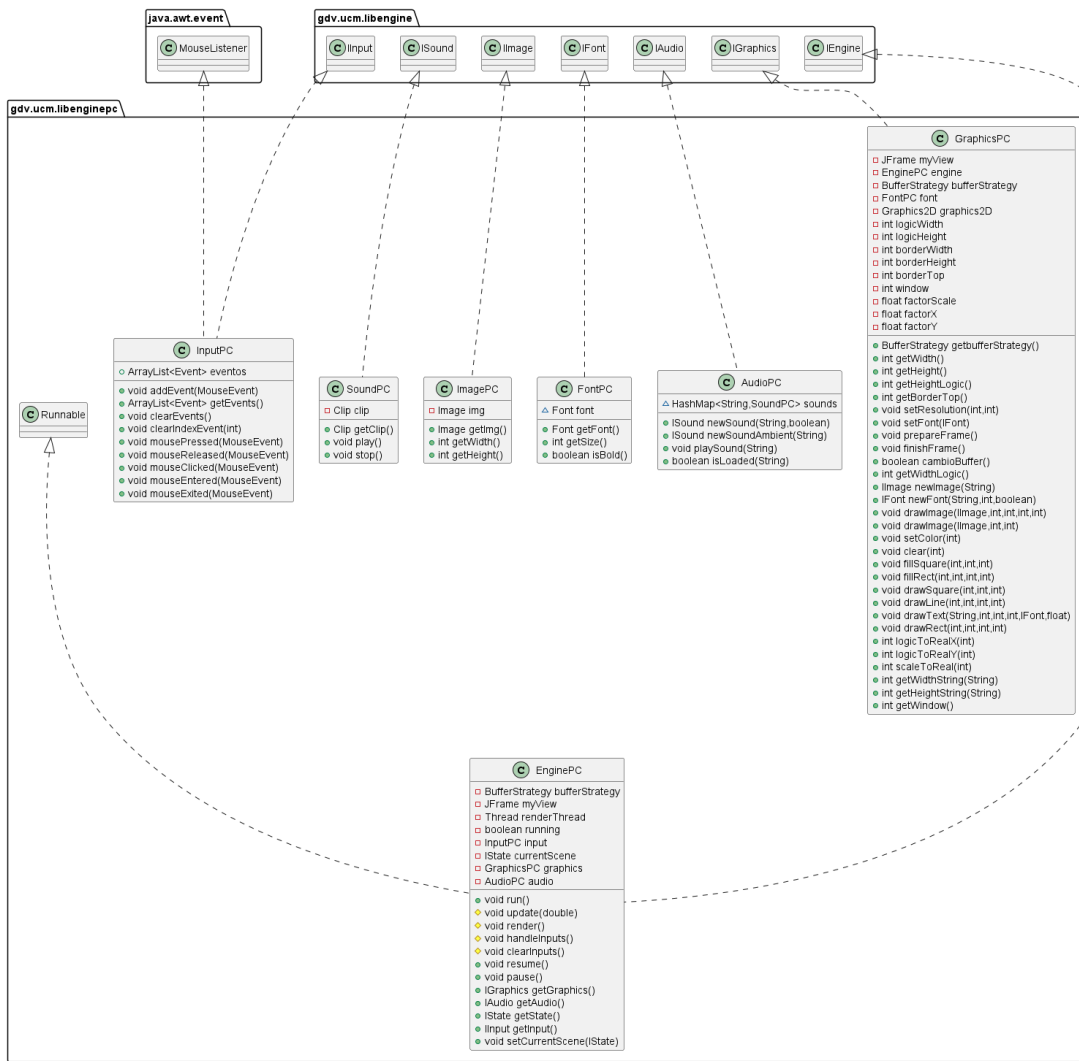 java.awt.event
C MouseListener
gdv.ucm.libengine
C IInput
C ISound
C IImage
C IFont
C IAudio
C IGraphics
C IEngine
gdv.ucm.libenginepc
C GraphicsPC
JFrame myView
EnginePC engine
BufferStrategy bufferStrategy
FontPC font
Graphics2D graphics2D
int logicWidth
int logicHeight
int borderWidth
int borderHeight
int borderTop
int window
float factorScale
float factorX
float factorY
BufferStrategy getbufferStrategy()
int getWidth()
int getHeight()
int getHeightLogic()
int getBorderTop()
void setResolution(int,int)
void setFont(IFont)
void prepareFrame()
void finishFrame()
boolean cambioBuffer()
int getWidthLogic()
IImage newImage(String)
IFont newFont(String,int,boolean)
void drawImage(IImage,int,int,int,int)
void drawImage(IImage,int,int)
void setColor(int)
void clear(int)
void fillSquare(int,int,int)
void fillRect(int,int,int,int)
void drawSquare(int,int,int)
void drawLine(int,int,int,int)
void drawText(String,int,int,int,IFont,float)
void drawRect(int,int,int,int)
int logicToRealX(int)
int logicToRealY(int)
int scaleToReal(int)
int getWidthString(String)
int getHeightString(String)
int getWindow()
C Runnable
C InputPC
ArrayList<Event> eventos
void addEvent(MouseEvent)
ArrayList<Event> getEvents()
void clearEvents()
void clearIndexEvent(int)
void mousePressed(MouseEvent)
void mouseReleased(MouseEvent)
void mouseClicked(MouseEvent)
void mouseEntered(MouseEvent)
void mouseExited(MouseEvent)
C SoundPC
Clip clip
Clip getClip()
void play()
void stop()
C ImagePC
Image img
Image getImg()
int getWidth()
int getHeight()
C FontPC
Font font
Font getFont()
int getSize()
boolean isBold()
C AudioPC
HashMap<String,SoundPC> sounds
ISound newSound(String,boolean)
ISound newSoundAmbient(String)
void playSound(String)
boolean isLoaded(String)
C EnginePC
BufferStrategy bufferStrategy
JFrame myView
Thread renderThread
boolean running
InputPC input
IState currentScene
GraphicsPC graphics
AudioPC audio
void run()
void update(double)
void render()
void handleInputs()
void clearInputs()
void resume()
void pause()
IGraphics getGraphics()
IAudio getAudio()
IState getState()
IInput getInput()
void setCurrentScene(IState)